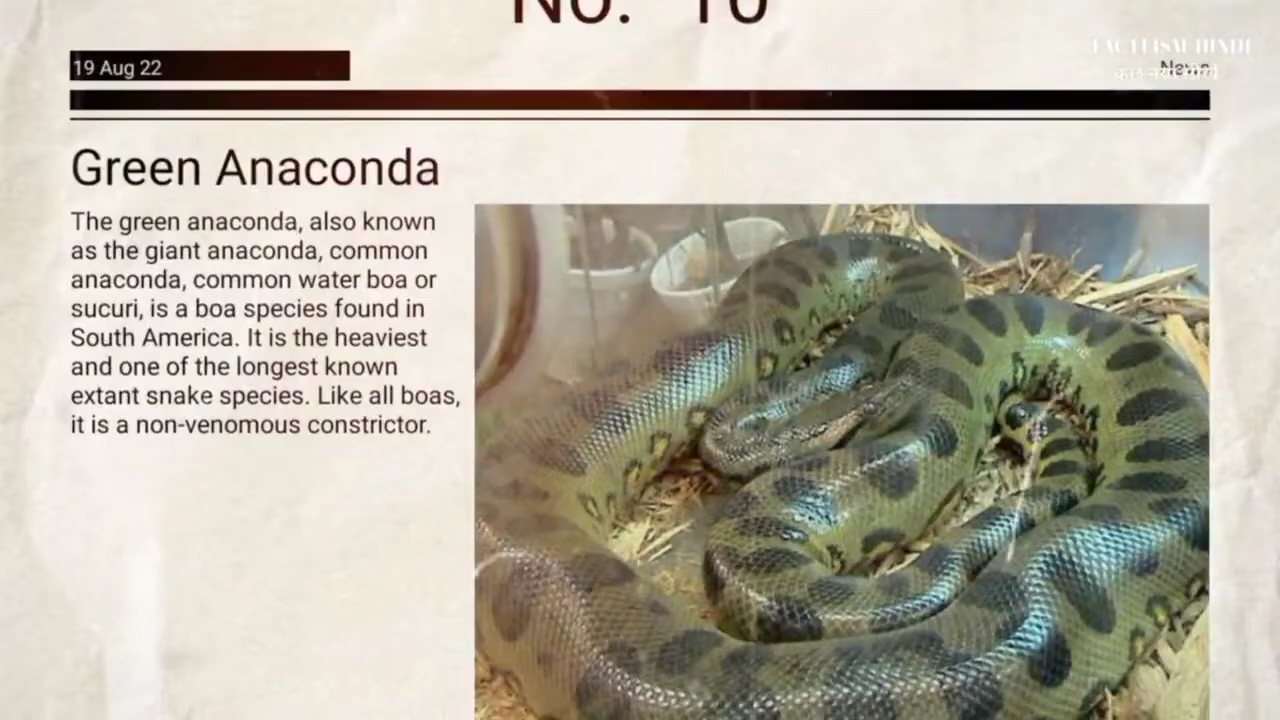 No. 10
19 Aug 22
News
Green Anaconda
The green anaconda, also known
as the giant anaconda, common
anaconda, common water boa or
sucuri, is a boa species found in
South America. It is the heaviest
and one of the longest known
extant snake species. Like all boas,
it is a non-venomous constrictor.